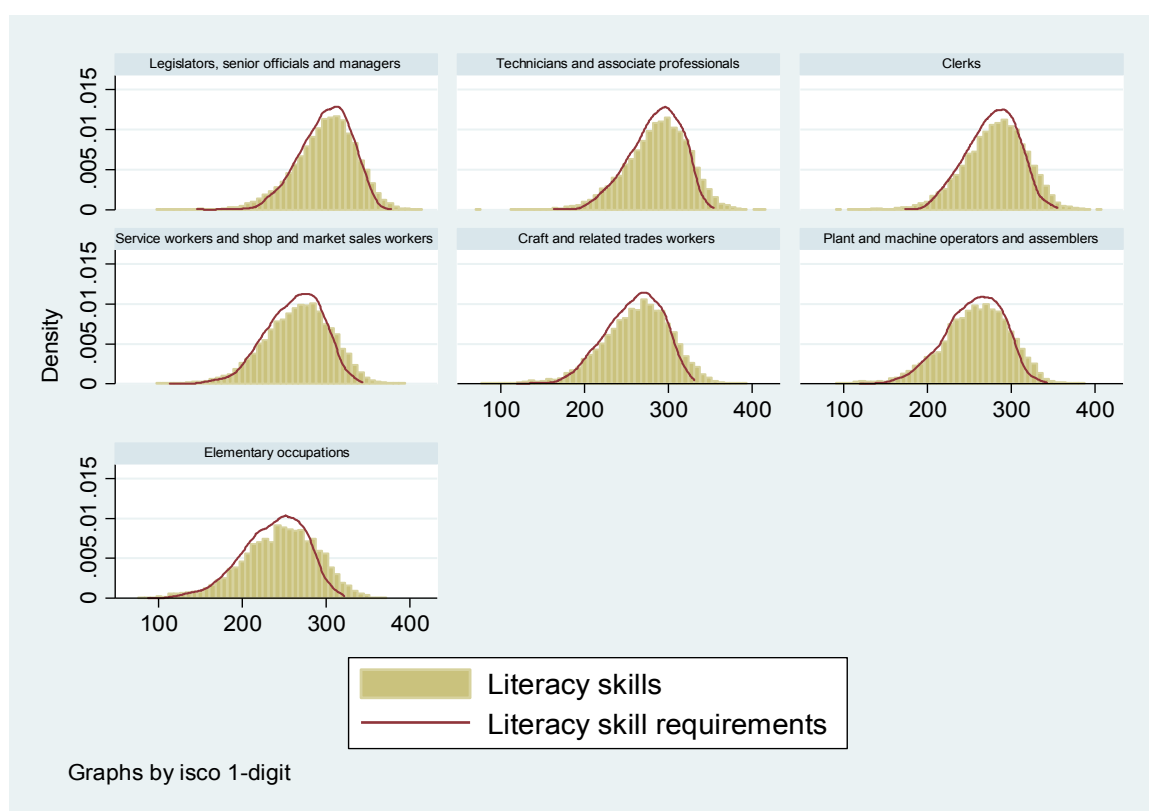 Legislators, senior officials and managers
Technicians and associate professionals
Clerks
0 .005 .01 .015
Service workers and shop and market sales workers
Craft and related trades workers
Plant and machine operators and assemblers
0 .005 .01 .015
100 200 300 400
100 200 300 400
Elementary occupations
0 .005 .01 .015
100 200 300 400
Density
Literacy skills
Literacy skill requirements
Graphs by isco 1-digit